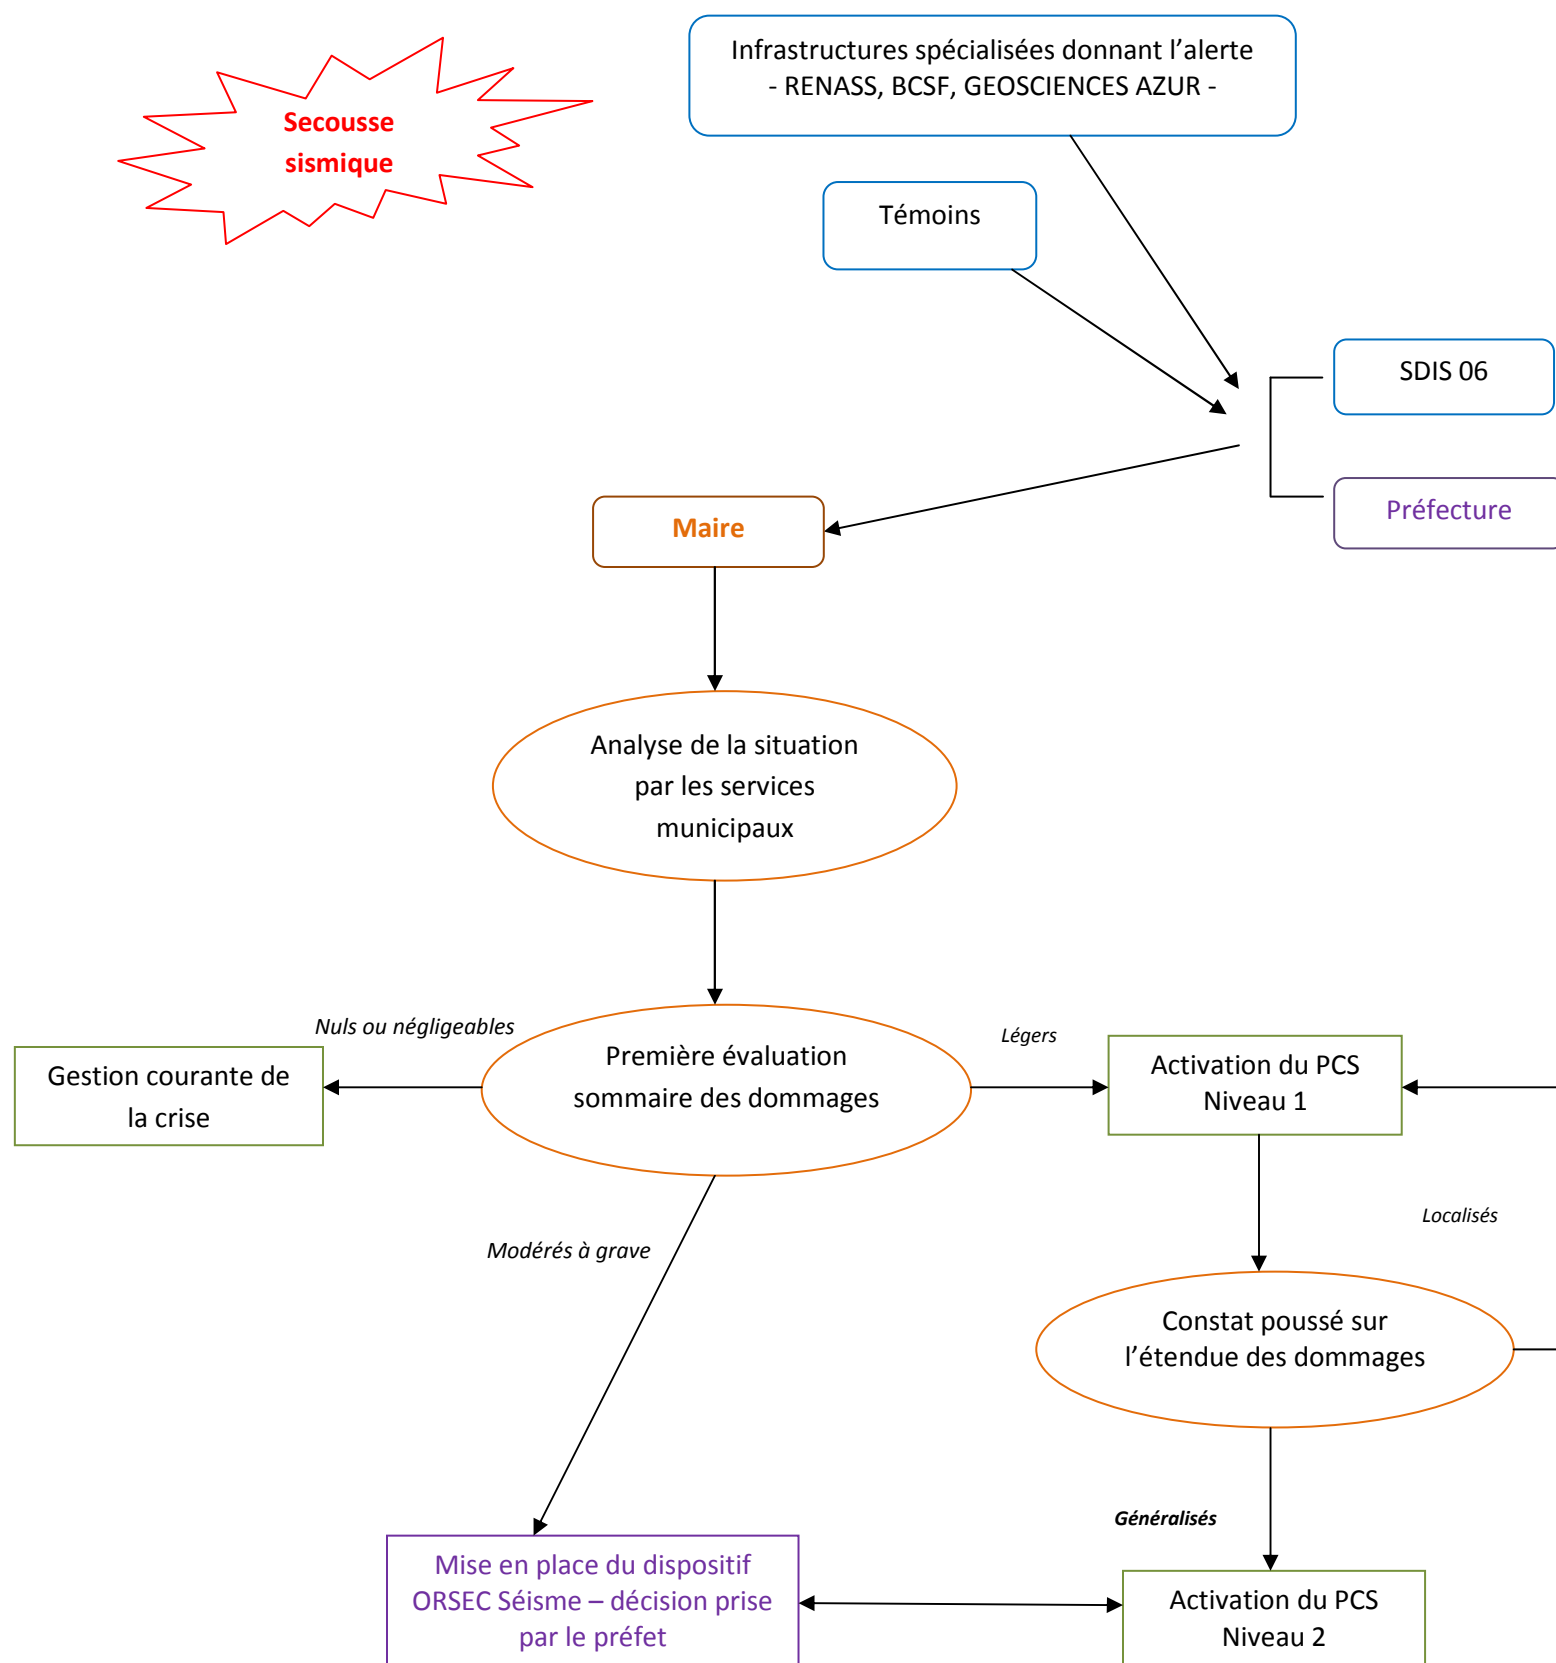 Infrastructures spécialisées donnant l’alerte
- RENASS, BCSF, GEOSCIENCES AZUR -
Secousse
sismique
Témoins
SDIS 06
Préfecture
Maire
Analyse de la situation
par les services
municipaux
Nuls ou négligeables
Première évaluation
sommaire des dommages
Légers
Gestion courante de
la crise
Activation du PCS
Niveau 1
Modérés à grave
Localisés
Constat poussé sur
l’étendue des dommages
Généralisés
Mise en place du dispositif
ORSEC Séisme – décision prise
par le préfet
Activation du PCS
Niveau 2